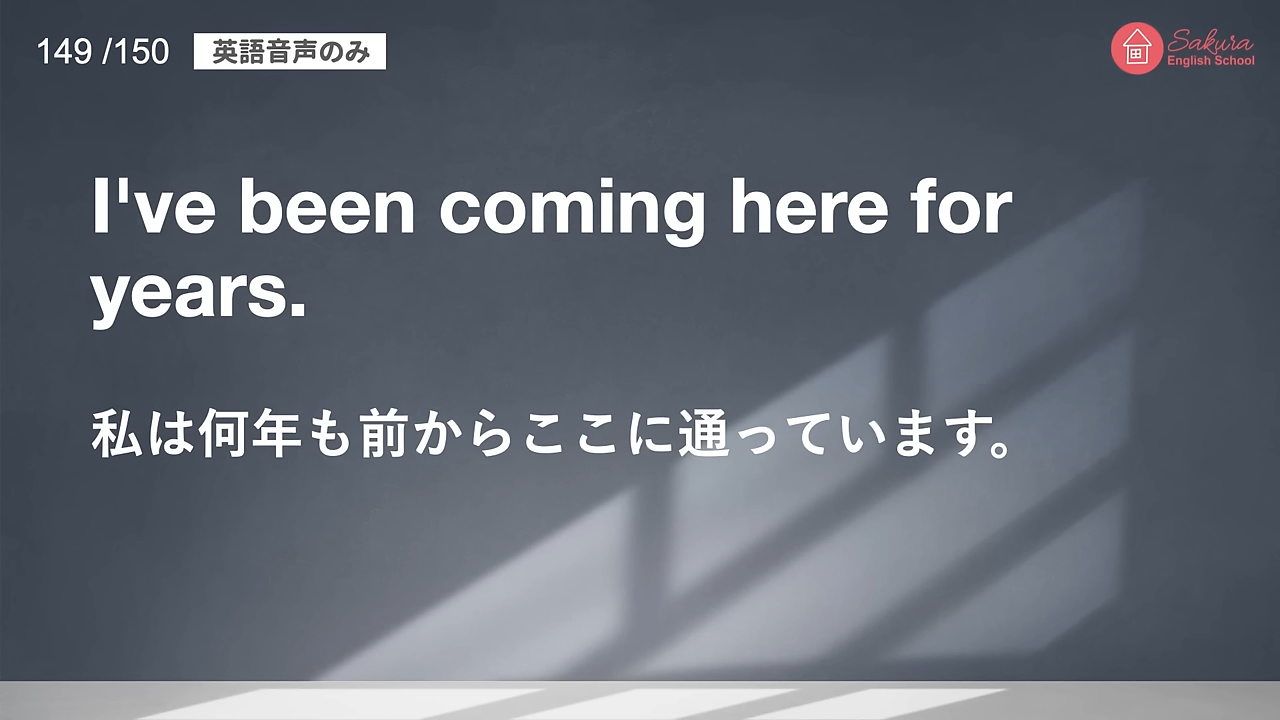 149 /150 英語音声のみ
Sakura
English School
I've been coming here for
years.
私は何年も前からここに通っています。